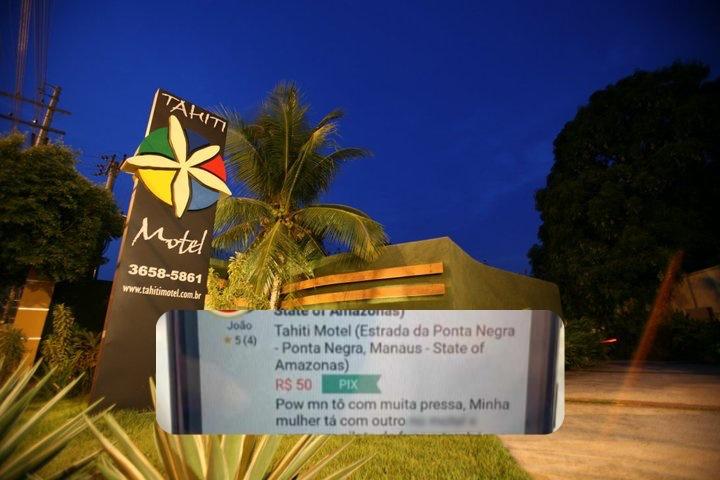 TAHITI
Motel
3658-5861
www.tahitimotel.com.br
State of Amazonas)
João
★ 5 (4)
Tahiti Motel (Estrada da Ponta Negra
- Ponta Negra, Manaus - State of
Amazonas)
R$ 50 PIX
Pow mn tô com muita pressa, Minha
mulher tá com outro